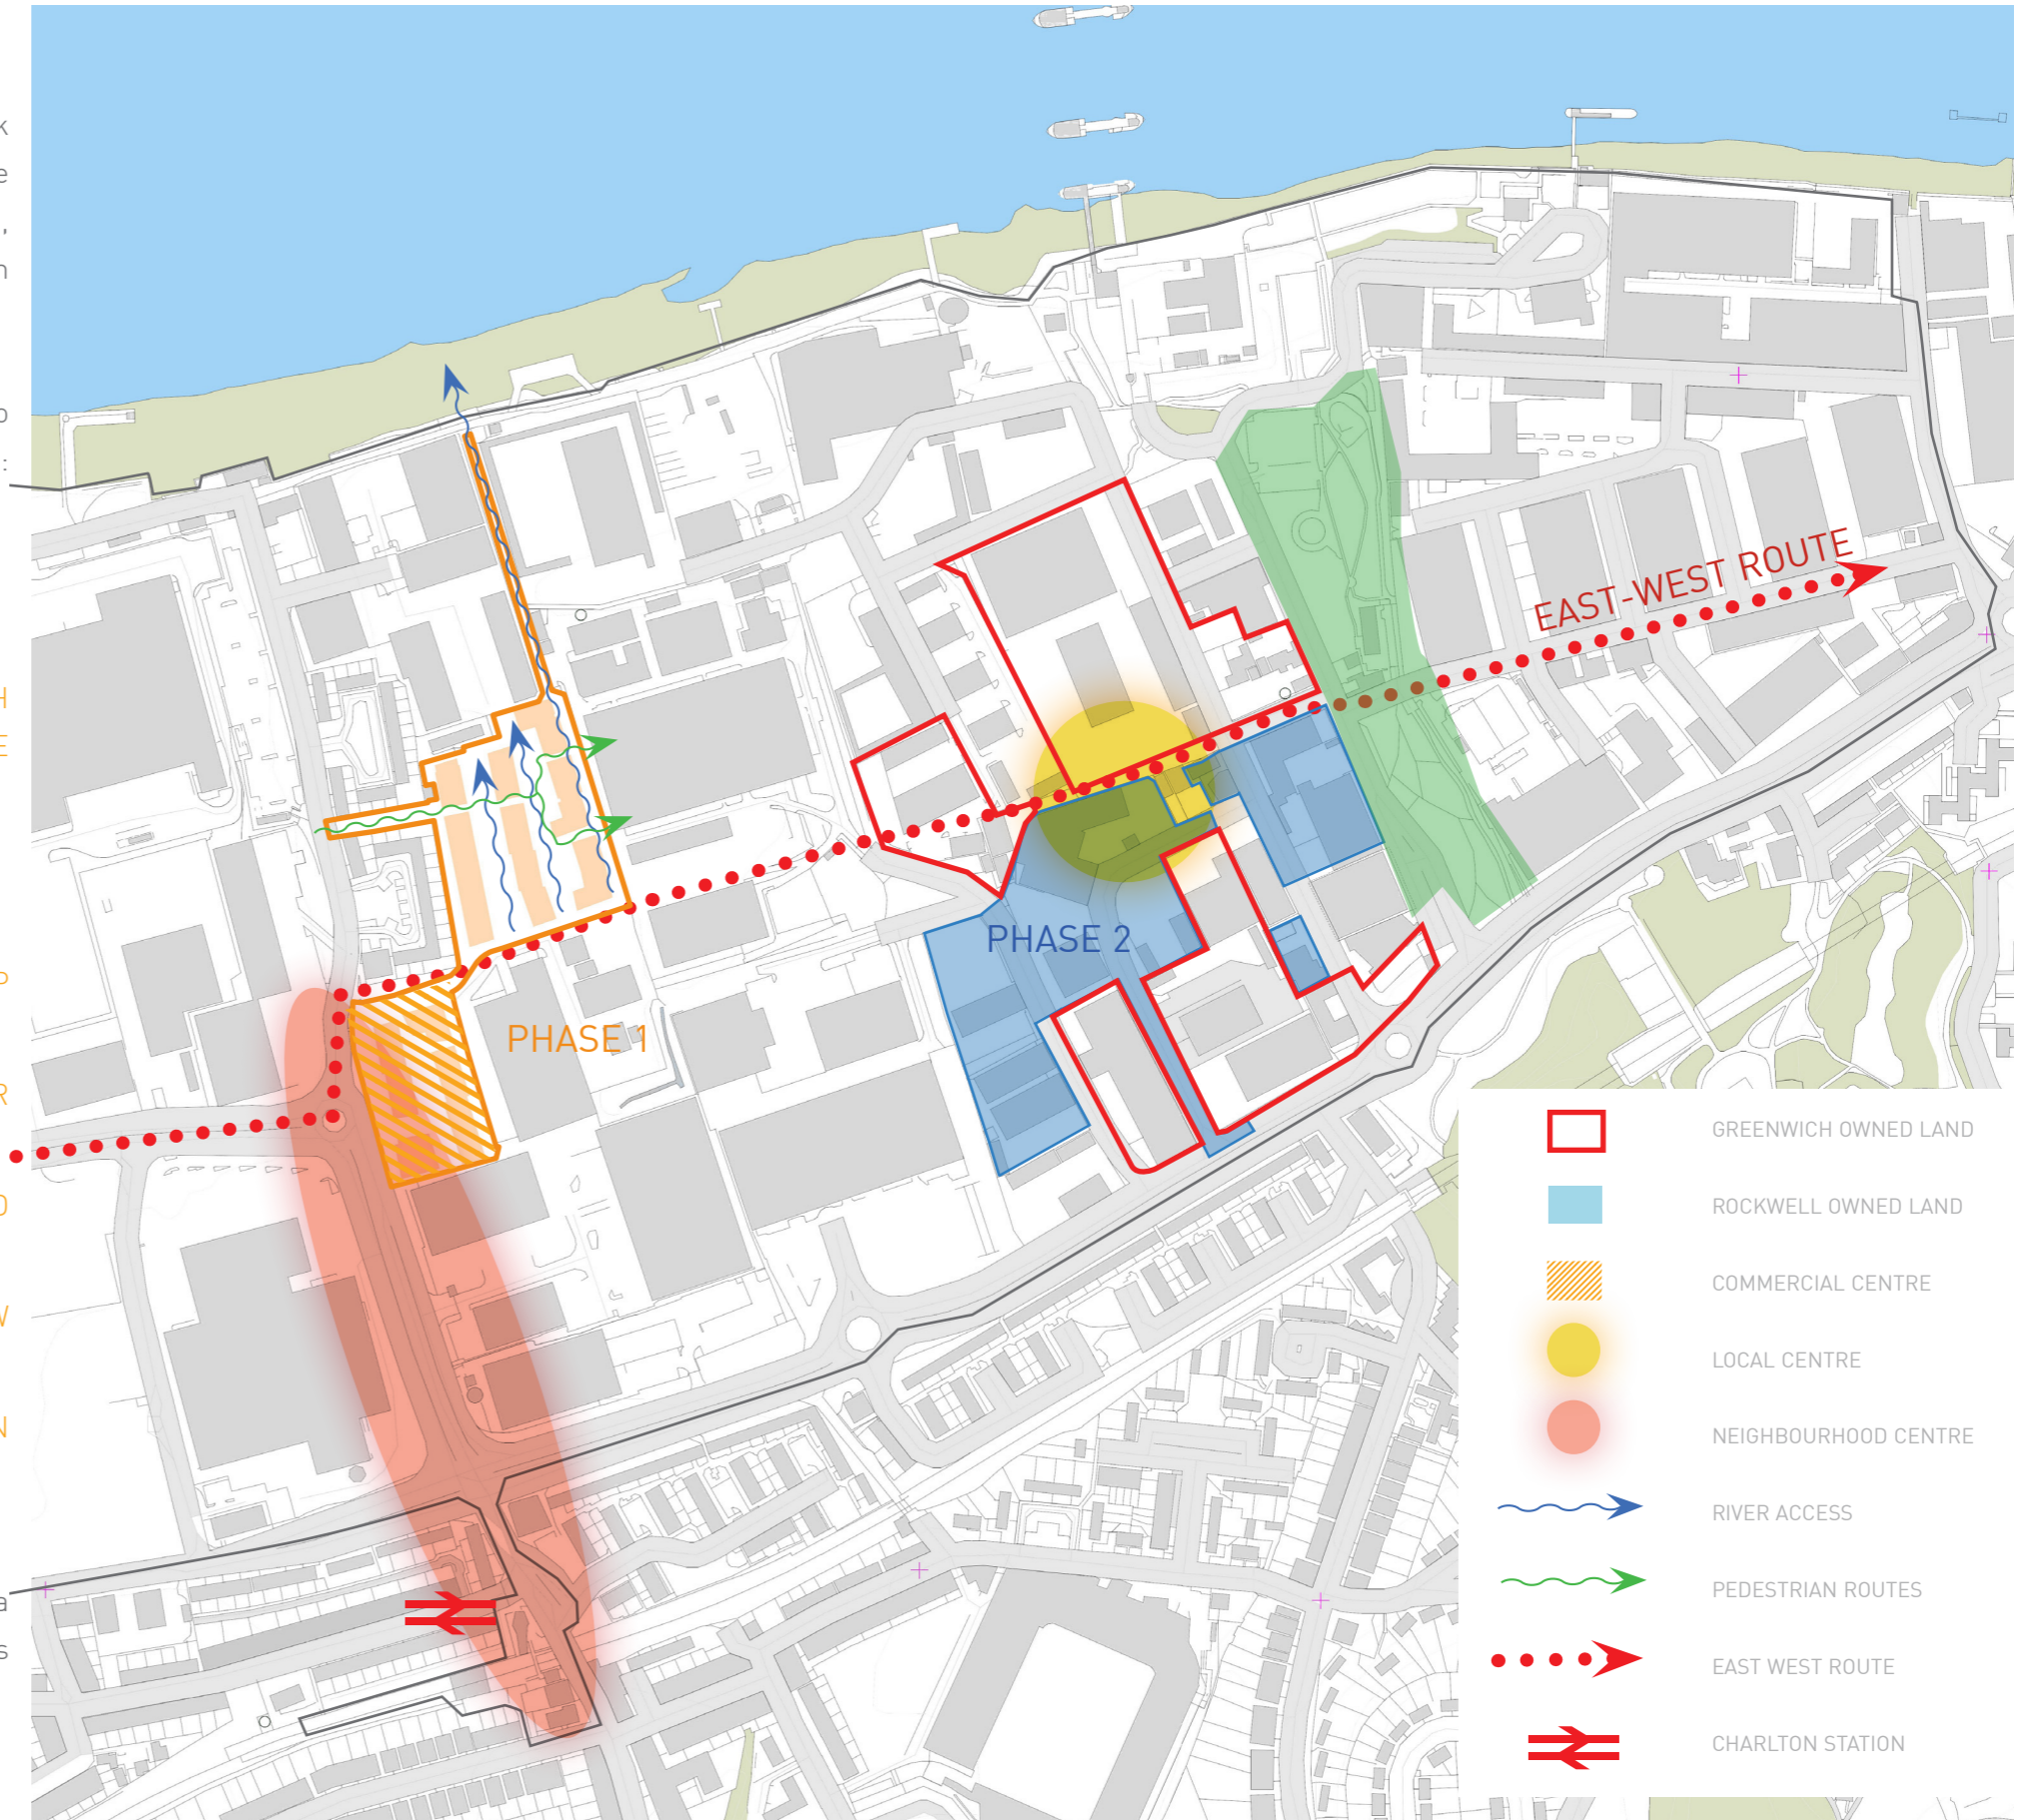 k
e
,
n
o
:
H
E
P
R
O
W
N
a
s
EAST-WEST ROUTE
PHASE 2
PHASE 1
GREENWICH OWNED LAND
ROCKWELL OWNED LAND
COMMERCIAL CENTRE
LOCAL CENTRE
NEIGHBOURHOOD CENTRE
RIVER ACCESS
PEDESTRIAN ROUTES
EAST WEST ROUTE
CHARLTON STATION